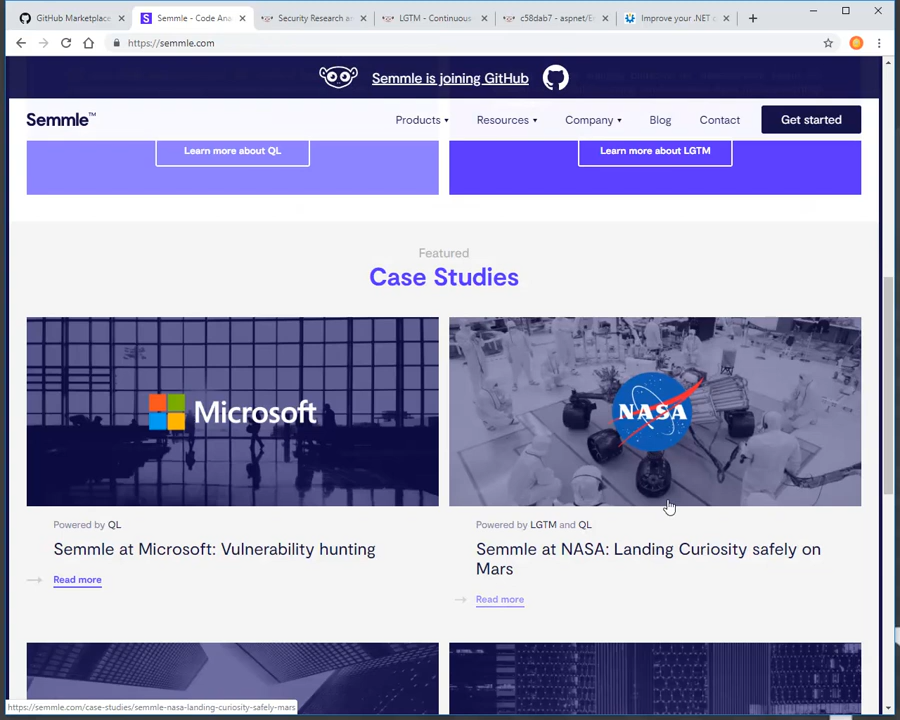 GitHub Marketplace
Semmle - Code Ana
Security Research as
LGTM - Continuous
c58dab7 - aspnet/E
Improve your .NET
https://semmle.com
Semmle is joining GitHub
Semmle™
Products
Resources
Company
Blog
Contact
Get started
Learn more about QL
Learn more about LGTM
Featured
Case Studies
Microsoft
NASA
Powered by QL
Semmle at Microsoft: Vulnerability hunting
Read more
Powered by LGTM and QL
Semmle at NASA: Landing Curiosity safely on
Mars
Read more
https://semmle.com/case-studies/semmle-nasa-landing-curiosity-safely-mars